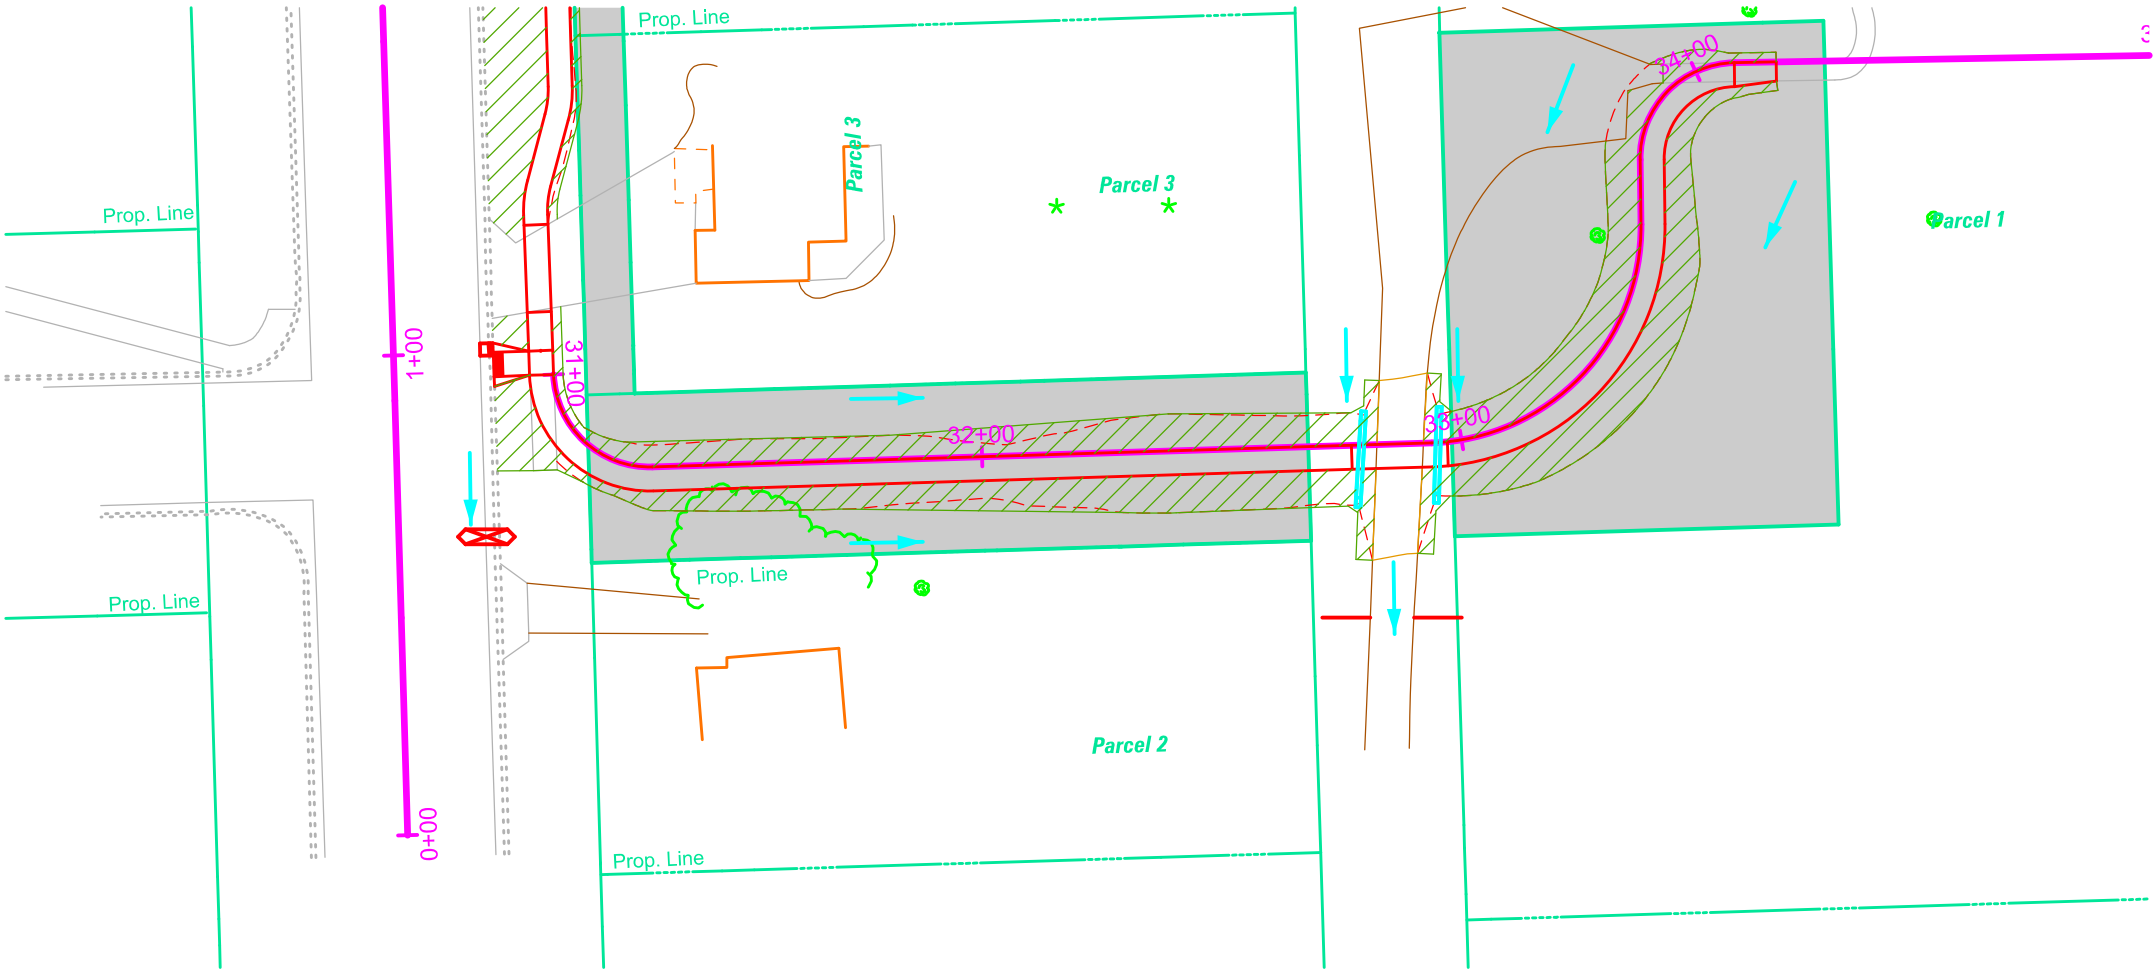 Prop. Line
34+00
3
Parcel 3
Parcel 3
Prop. Line
Parcel 1
1+00
31+00
32+00
33+00
Prop. Line
Prop. Line
Parcel 2
0+00
Prop. Line